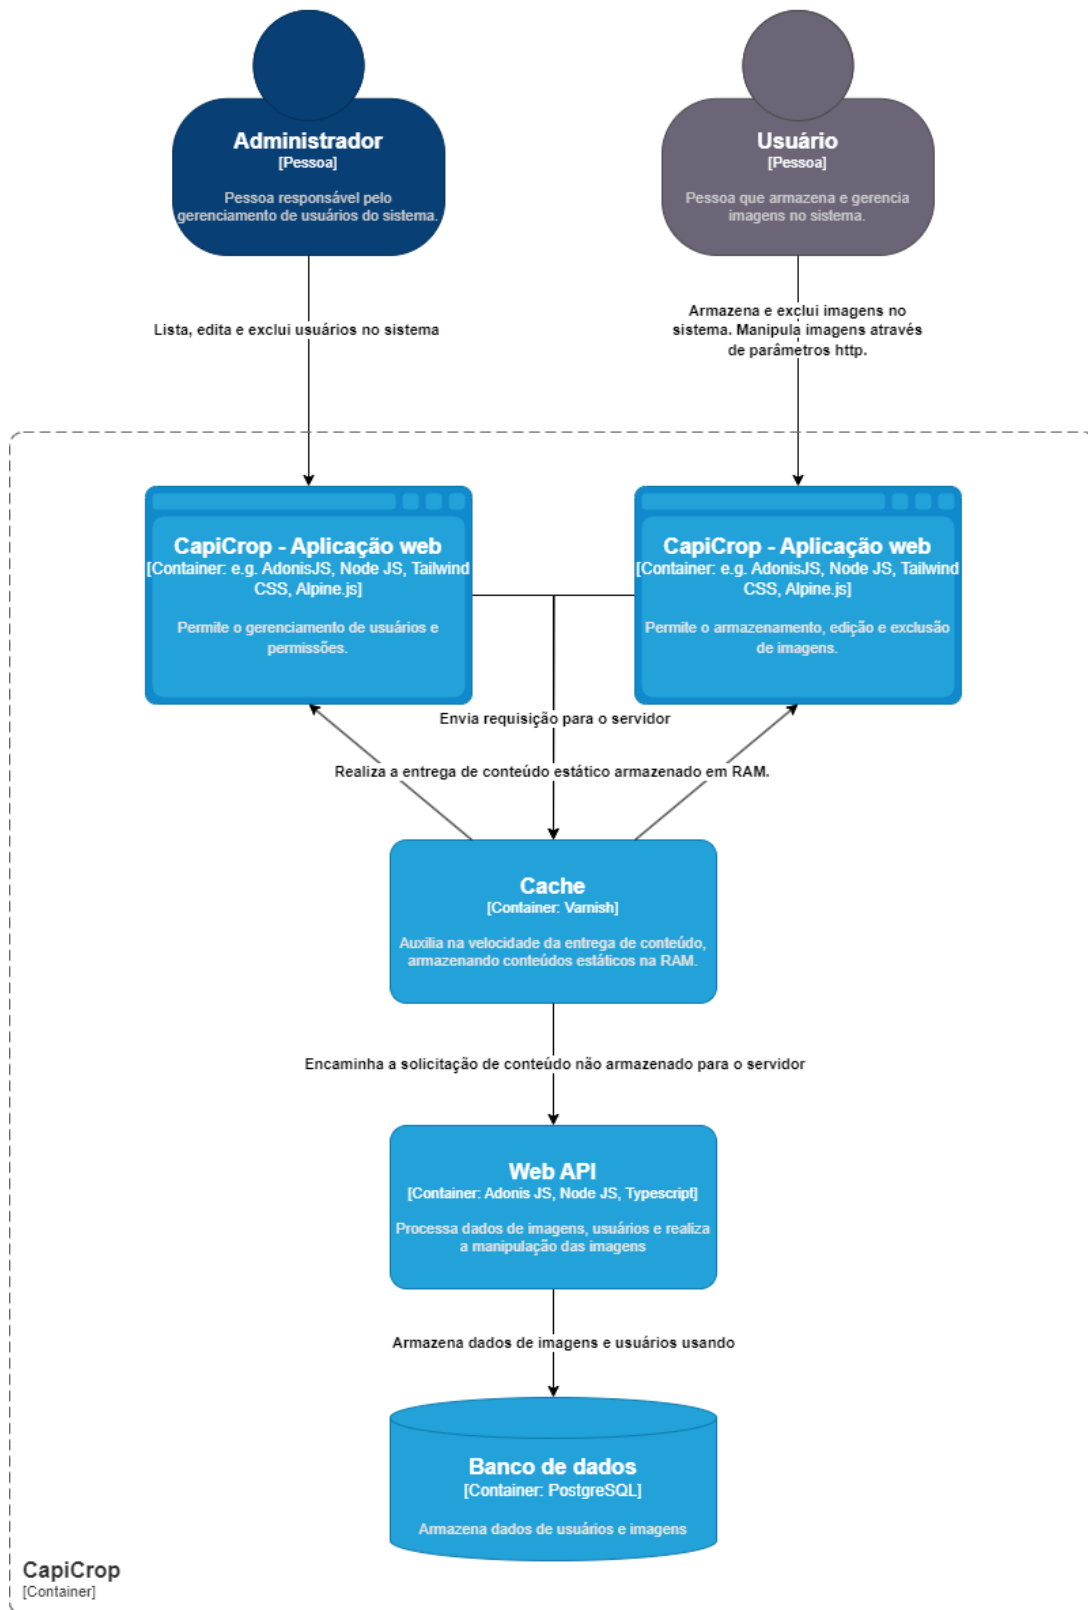 Administrador
[Pessoa]
Pessoa responsável pelo
gerenciamento de usuários do sistema.
Usuário
[Pessoa]
Pessoa que armazena e gerencia
imagens no sistema.
Lista, edita e exclui usuários no sistema
Armazena e exclui imagens no
sistema. Manipula imagens através
de parâmetros http.
CapiCrop - Aplicação web
[Container: e.g. AdonisJS, Node JS, Tailwind
CSS, Alpine.js]
Permite o gerenciamento de usuários e
permissões.
CapiCrop - Aplicação web
[Container: e.g. AdonisJS, Node JS, Tailwind
CSS, Alpine.js]
Permite o armazenamento, edição e exclusão
de imagens.
Envia requisição para o servidor
Realiza a entrega de conteúdo estático armazenado em RAM.
Cache
[Container: Varnish]
Auxilia na velocidade da entrega de conteúdo,
armazenando conteúdos estáticos na RAM.
Encaminha a solicitação de conteúdo não armazenado para o servidor
Web API
[Container: Adonis JS, Node JS, Typescript]
Processa dados de imagens, usuários e realiza
a manipulação das imagens
Armazena dados de imagens e usuários usando
Banco de dados
[Container: PostgreSQL]
Armazena dados de usuários e imagens
CapiCrop
[Container]